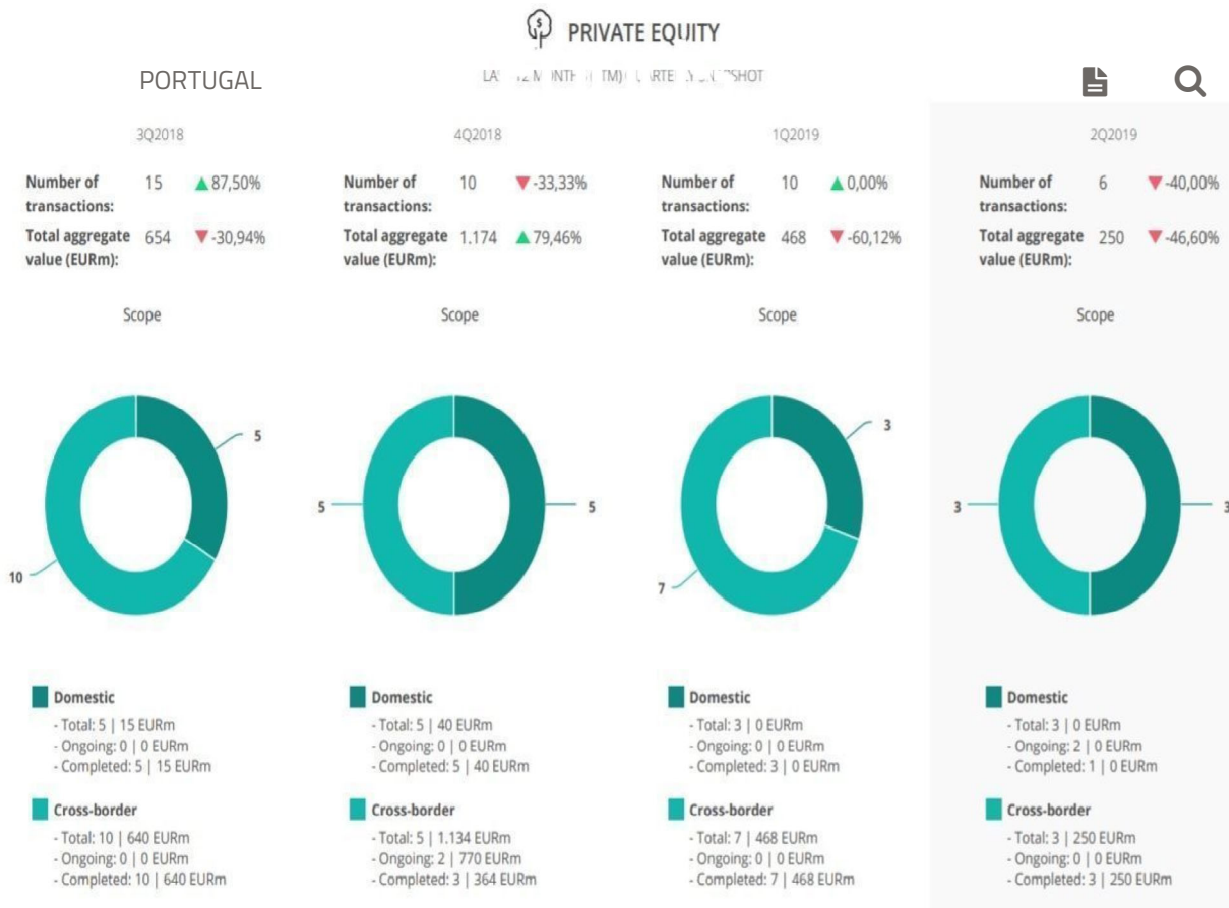 PRIVATE EQUITY
PORTUGAL
3Q2018
Number of 15 ▲ 87,50%
transactions:
Total aggregate 654 ▼ -30,94%
value (EURm):
Scope
5
10
Domestic
- Total: 5 | 15 EURm
- Ongoing: 0 | 0 EURm
- Completed: 5 | 15 EURm
Cross-border
- Total: 10 | 640 EURm
- Ongoing: 0 | 0 EURm
- Completed: 10 | 640 EURm
4Q2018
Number of 10 ▼ -33,33%
transactions:
Total aggregate 1.174 ▲ 79,46%
value (EURm):
Scope
5
5
Domestic
- Total: 5 | 40 EURm
- Ongoing: 0 | 0 EURm
- Completed: 5 | 40 EURm
Cross-border
- Total: 5 | 1.134 EURm
- Ongoing: 2 | 770 EURm
- Completed: 3 | 364 EURm
1Q2019
Number of 10 ▲ 0,00%
transactions:
Total aggregate 468 ▼ -60,12%
value (EURm):
Scope
3
7
Domestic
- Total: 3 | 0 EURm
- Ongoing: 0 | 0 EURm
- Completed: 3 | 0 EURm
Cross-border
- Total: 7 | 468 EURm
- Ongoing: 0 | 0 EURm
- Completed: 7 | 468 EURm
2Q2019
Number of 6 ▼ -40,00%
transactions:
Total aggregate 250 ▼ -46,60%
value (EURm):
Scope
3
3
Domestic
- Total: 3 | 0 EURm
- Ongoing: 2 | 0 EURm
- Completed: 1 | 0 EURm
Cross-border
- Total: 3 | 250 EURm
- Ongoing: 0 | 0 EURm
- Completed: 3 | 250 EURm